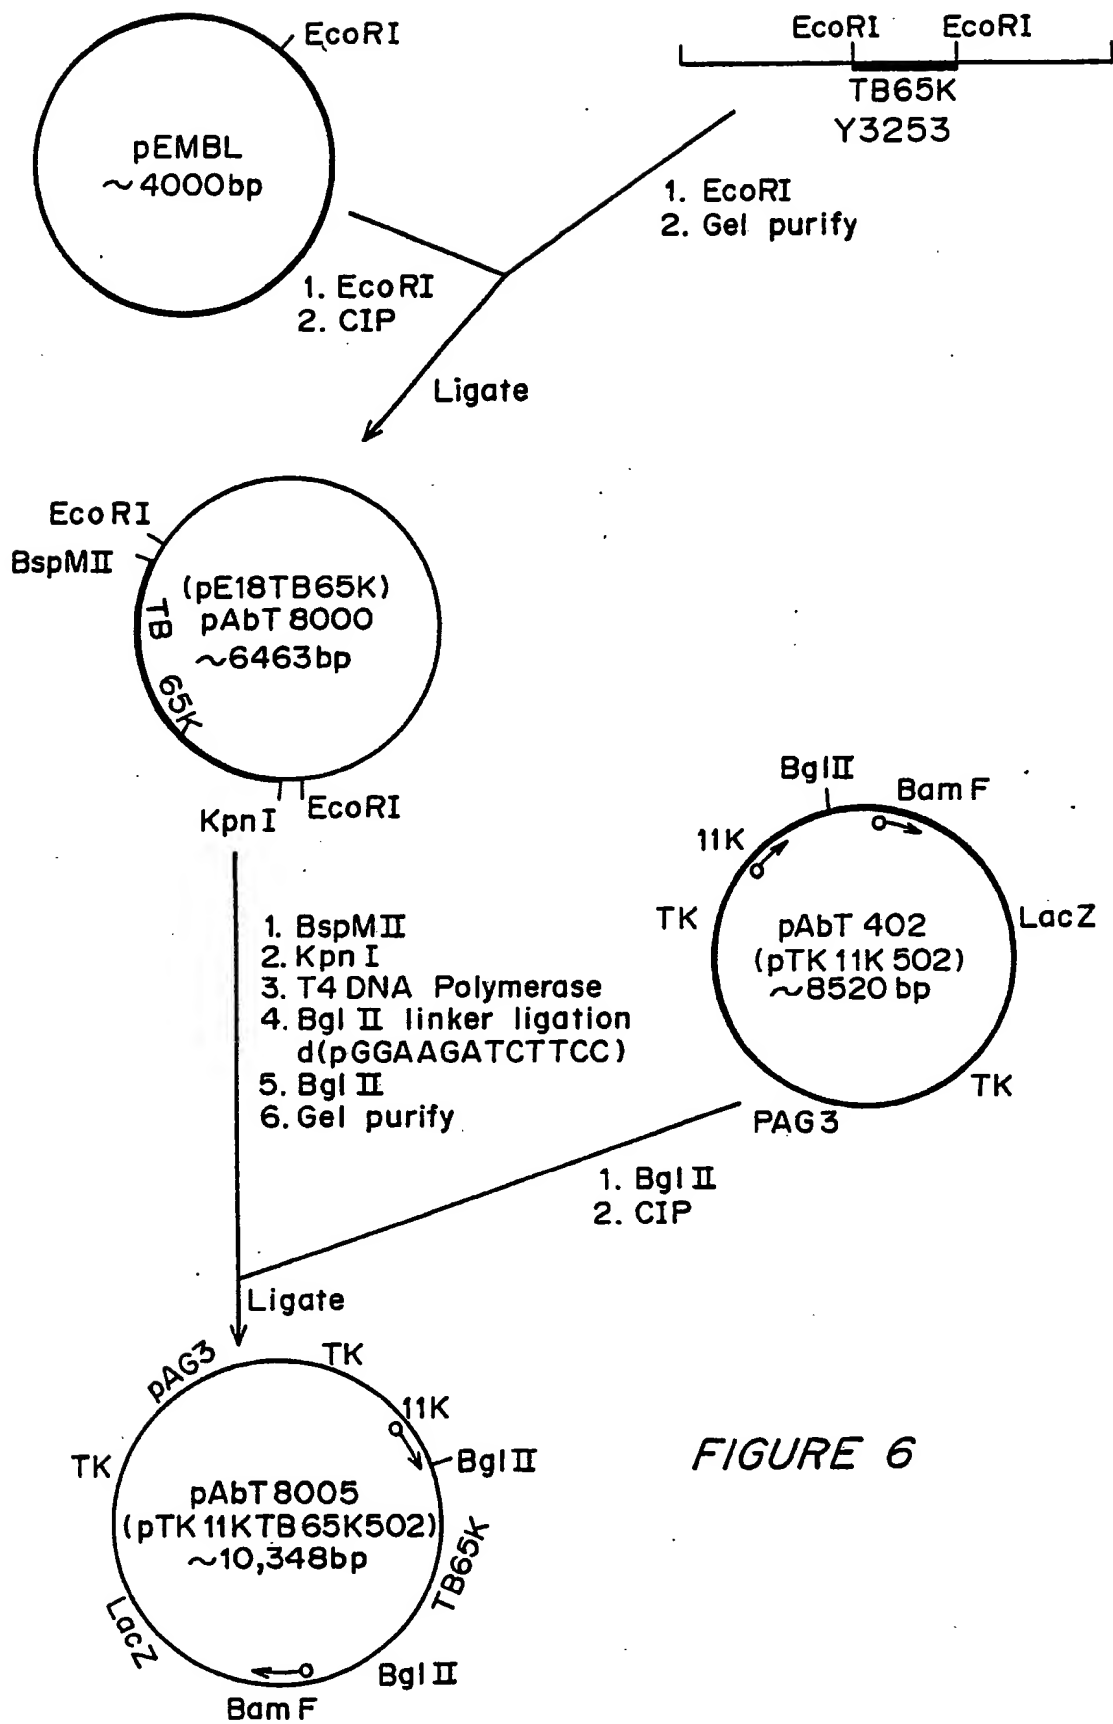 EcoRI
pEMBL
~4000bp
EcoRI EcoRI
TB65K
Y3253
1. EcoRI
2. Gel purify
1. EcoRI
2. CIP
Ligate
EcoRI
BspMII
TB 65K
(pE18TB65K)
pAbT 8000
~6463bp
KpnI
EcoRI
BglII
BamF
11K
TK
LacZ
pAbT 402
(pTK 11K 502)
~8520 bp
TK
PAG3
1. BspMII
2. Kpn I
3. T4 DNA Polymerase
4. Bgl II linker ligation
d(pGGAAGATCTTCC)
5. Bgl II
6. Gel purify
1. Bgl II
2. CIP
Ligate
pAG3
TK
11K
BglII
TK
pAbT 8005
(pTK 11KTB65K502)
~10,348bp
TB65K
LacZ
BglII
BamF
FIGURE 6